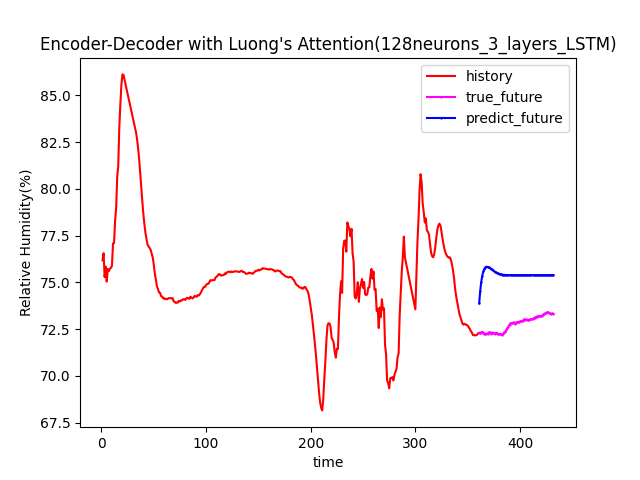 Encoder-Decoder with Luong's Attention(128neurons_3_layers_LSTM)
history
true_future
predict_future
Relative Humidity(%)
85.0
82.5
80.0
77.5
75.0
72.5
70.0
67.5
0 100 200 300 400
time